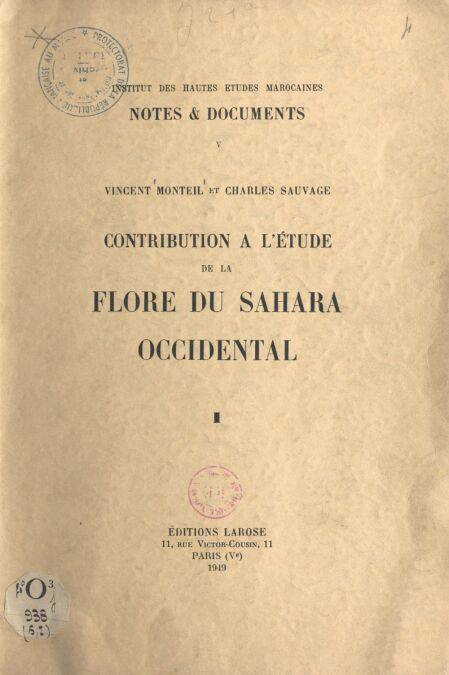 INSTITUT DES HAUTES ETUDES MAROCAINES
NOTES & DOCUMENTS
V
VINCENT MONTEIL ET CHARLES SAUVAGE
CONTRIBUTION A L'ÉTUDE
DE LA
FLORE DU SAHARA
OCCIDENTAL
I
ÉDITIONS LAROSE
11, RUE VICTOR-COUSIN, 11
PARIS (Vᵉ)
1949
938